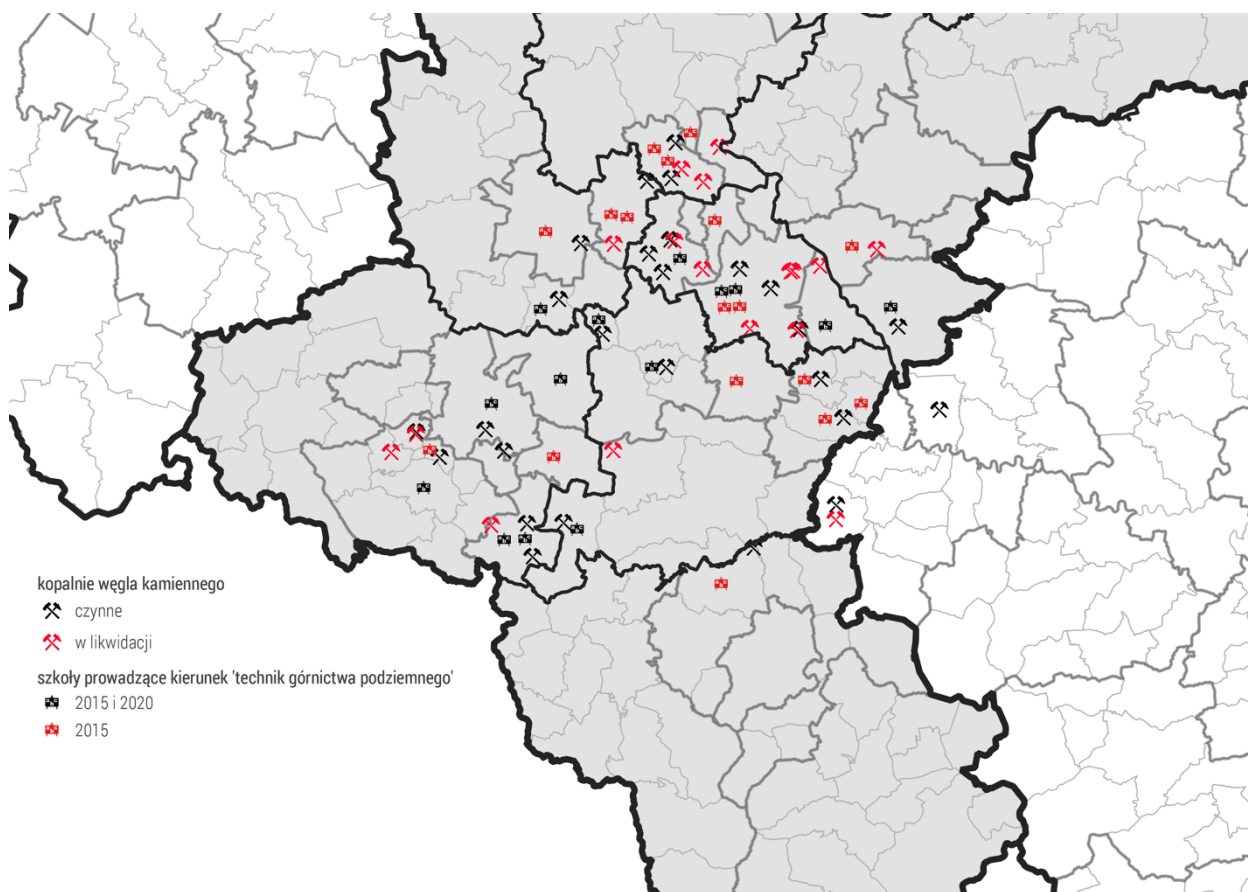 kopalnie węgla kamiennego
czynne
w likwidacji
szkoły prowadzące kierunek 'technik górnictwa podziemnego'
2015 i 2020
2015